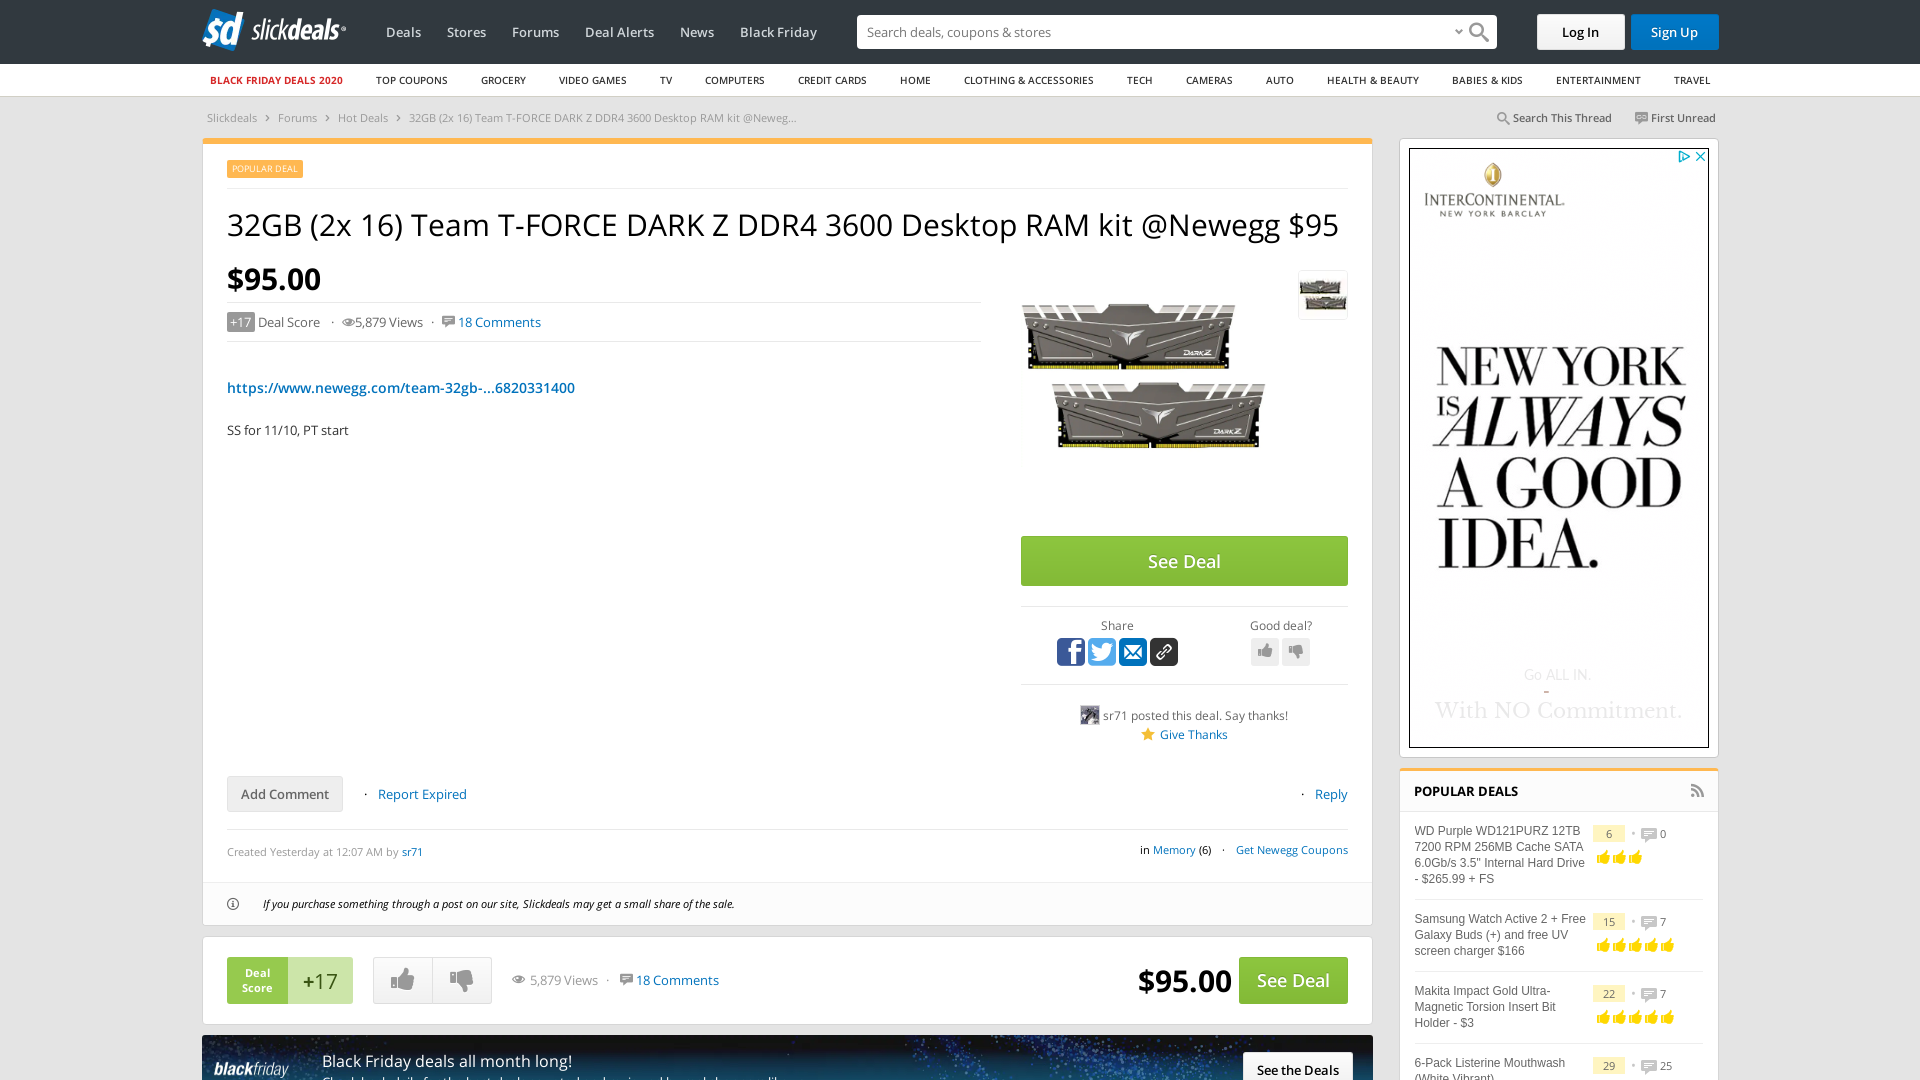 sd slickdeals
Deals Stores Forums Deal Alerts News Black Friday
Search deals, coupons & shopping
Log In
Sign Up
BLACK FRIDAY DEALS 2020 TOP COUPONS GROCERY VIDEO GAMES TV COMPUTERS CREDIT CARDS HOME CLOTHING & ACCESSORIES TECH CAMERAS AUTO HEALTH & BEAUTY BABIES & KIDS ENTERTAINMENT TRAVEL
Slickdeals › Forums › Hot Deals › 32GB (2x 16) Team T-FORCE DARK Z DDR4 3600 Desktop RAM kit @Neweg...
Search This Thread
First Unread
POPULAR DEAL
32GB (2x 16) Team T-FORCE DARK Z DDR4 3600 Desktop RAM kit @Newegg $95
$95.00
+17 Deal Score · 5,879 Views · 18 Comments
https://www.newegg.com/team-32gb-...6820331400
SS for 11/10, PT start
DARK Z
DARK Z
See Deal
Share
Good deal?
sr71 posted this deal. Say thanks!
Give Thanks
Add Comment · Report Expired
· Reply
Created Yesterday at 12:07 AM by sr71
in Memory (6) · Get Newegg Coupons
If you purchase something through a post on our site, Slickdeals may get a small share of the sale.
Deal
Score
+17
5,879 Views · 18 Comments
$95.00
See Deal
blackfriday
Black Friday deals all month long!
See the Deals
INTERCONTINENTAL.
NEW YORK BARCLAY
NEW YORK
IS ALWAYS
A GOOD
IDEA.
Go ALL IN.
With NO Commitment.
POPULAR DEALS
WD Purple WD121PURZ 12TB
7200 RPM 256MB Cache SATA
6.0Gb/s 3.5" Internal Hard Drive
- $265.99 + FS
6 · 0
Samsung Watch Active 2 + Free
Galaxy Buds (+) and free UV
screen charger $166
15 · 7
Makita Impact Gold Ultra-
Magnetic Torsion Insert Bit
Holder - $3
22 · 7
6-Pack Listerine Mouthwash
(White Vibrant)
29 · 25